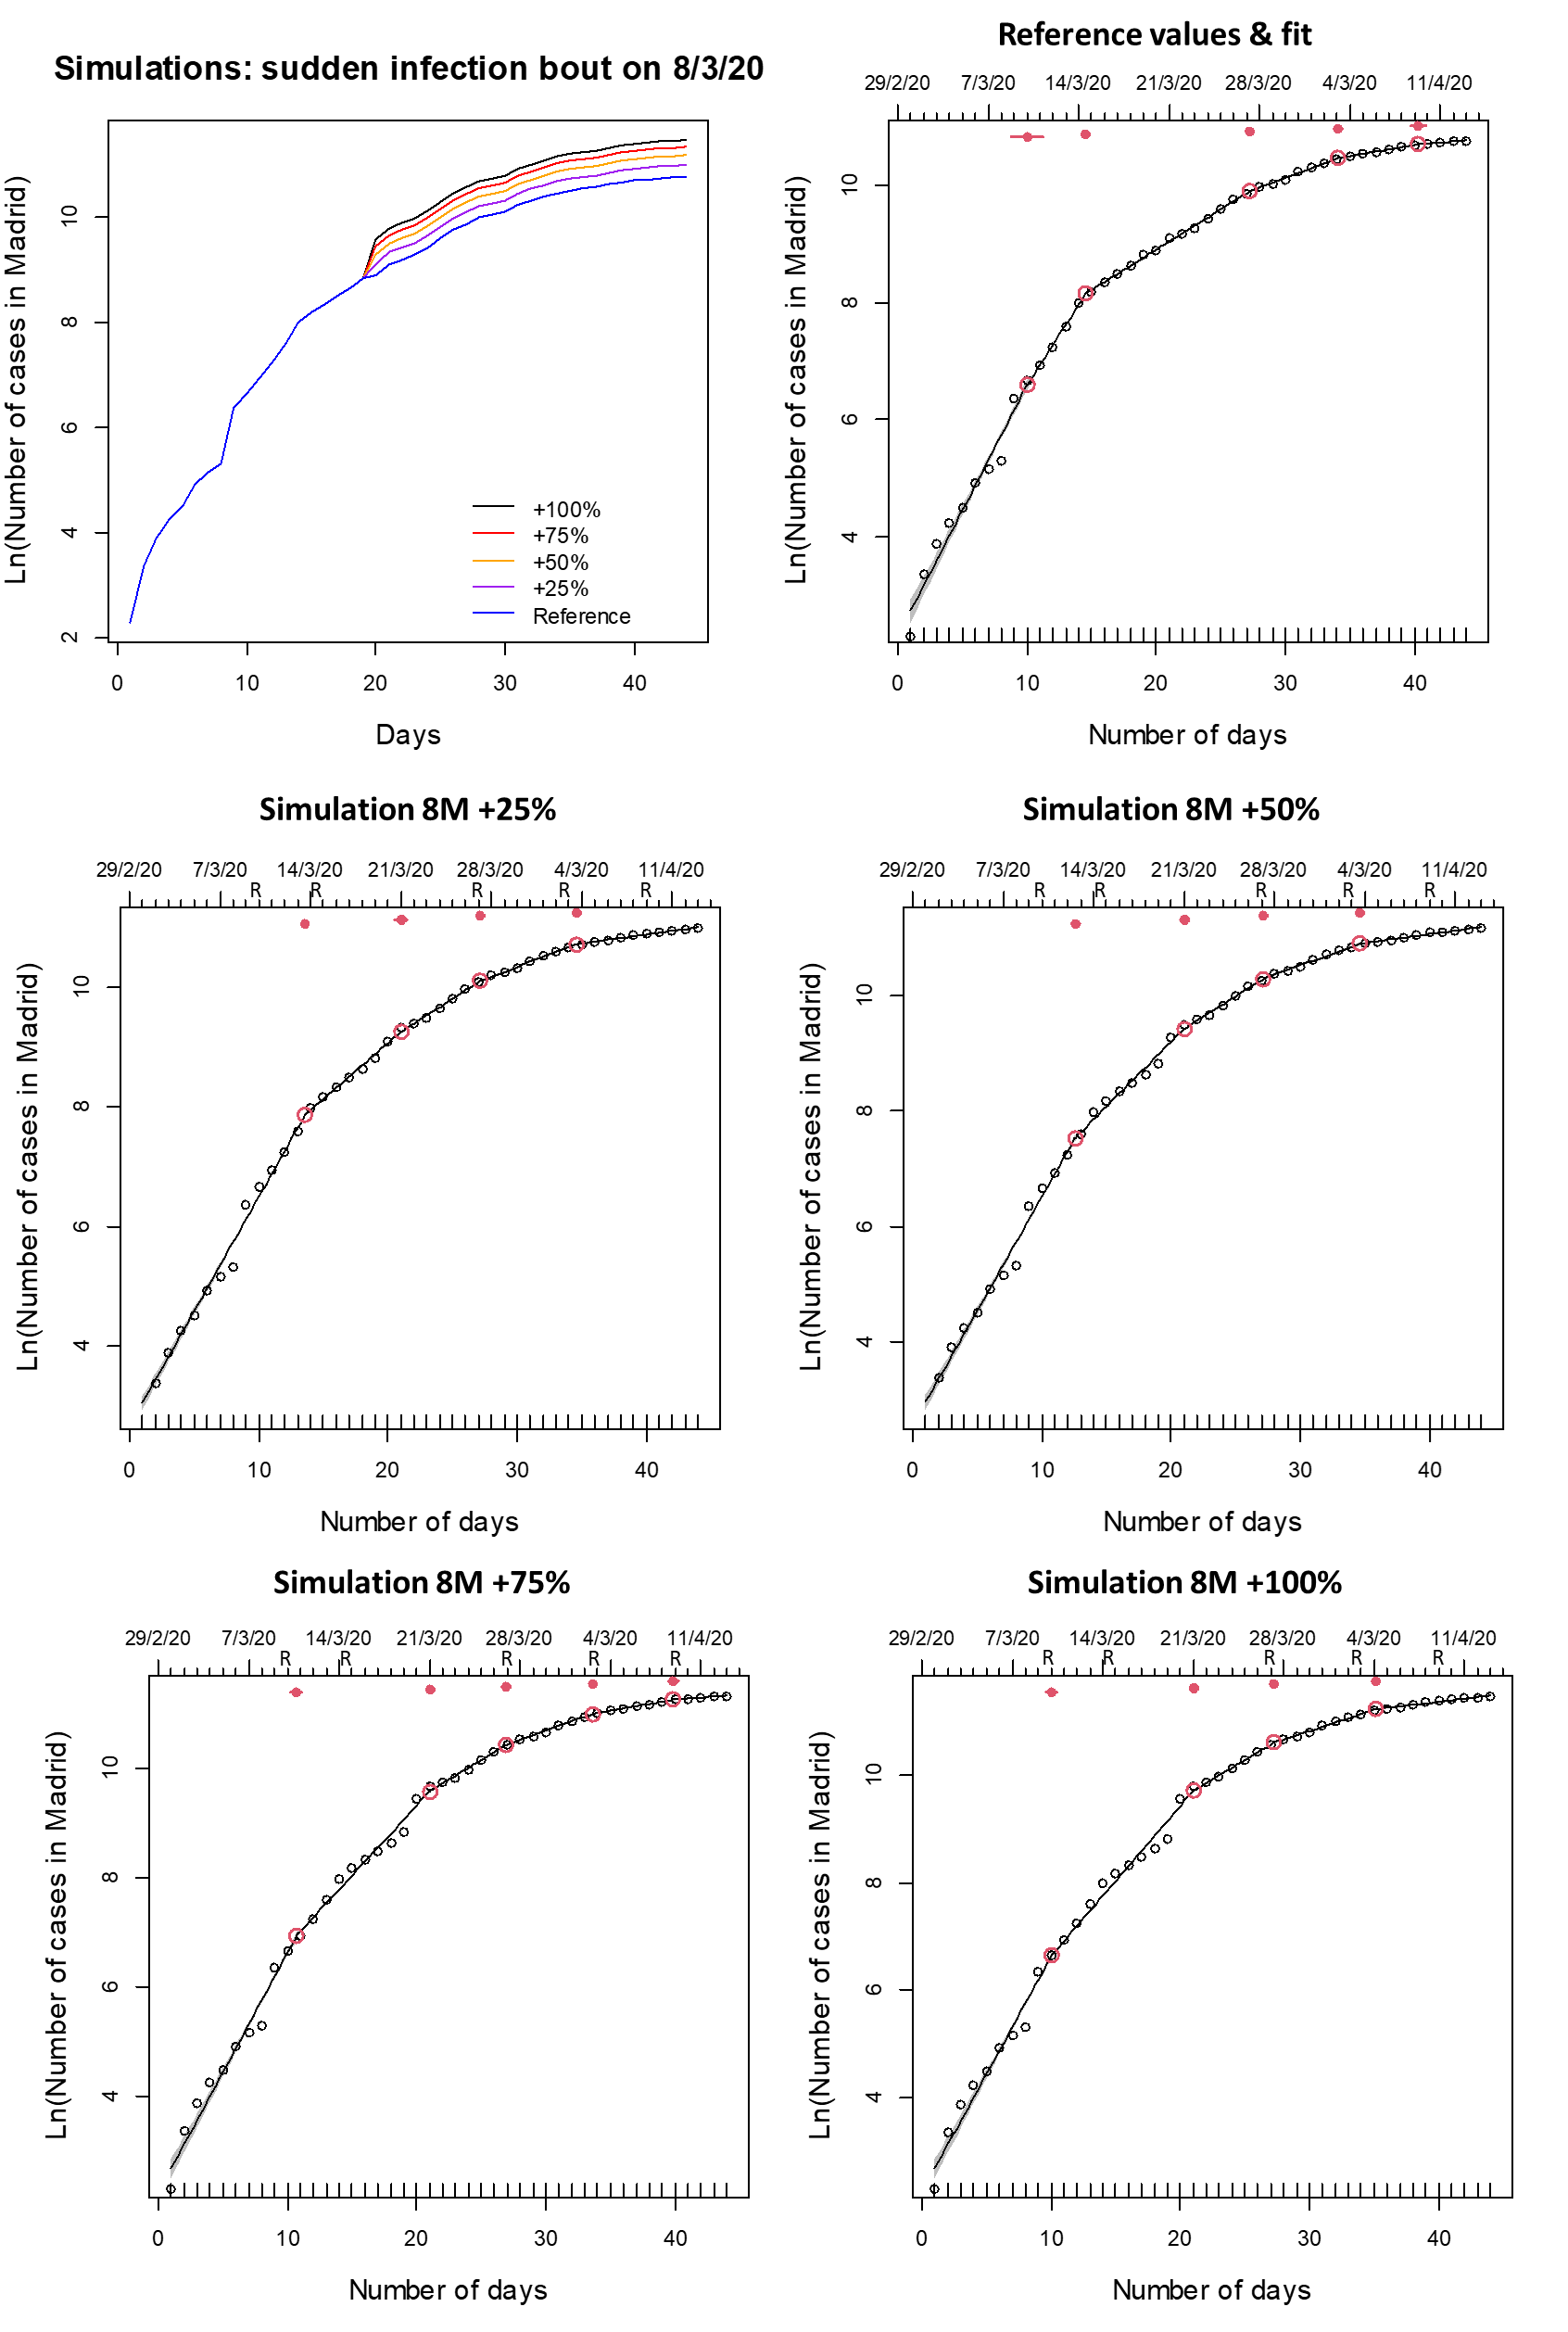 Simulations: sudden infection bout on 8/3/20
Ln(Number of cases in Madrid)
10
8
6
4
2
+100%
+75%
+50%
+25%
Reference
0 10 20 30 40
Days
Reference values & fit
29/2/20 7/3/20 14/3/20 21/3/20 28/3/20 4/3/20 11/4/20
Ln(Number of cases in Madrid)
10
8
6
4
0 10 20 30 40
Number of days
Simulation 8M +25%
29/2/20 7/3/20 14/3/20 21/3/20 28/3/20 4/3/20 11/4/20
R R R R R
Ln(Number of cases in Madrid)
10
8
6
4
0 10 20 30 40
Number of days
Simulation 8M +50%
29/2/20 7/3/20 14/3/20 21/3/20 28/3/20 4/3/20 11/4/20
R R R R R
Ln(Number of cases in Madrid)
10
8
6
4
0 10 20 30 40
Number of days
Simulation 8M +75%
29/2/20 7/3/20 14/3/20 21/3/20 28/3/20 4/3/20 11/4/20
R R R R R
Ln(Number of cases in Madrid)
10
8
6
4
0 10 20 30 40
Number of days
Simulation 8M +100%
29/2/20 7/3/20 14/3/20 21/3/20 28/3/20 4/3/20 11/4/20
R R R R R
Ln(Number of cases in Madrid)
10
8
6
4
0 10 20 30 40
Number of days